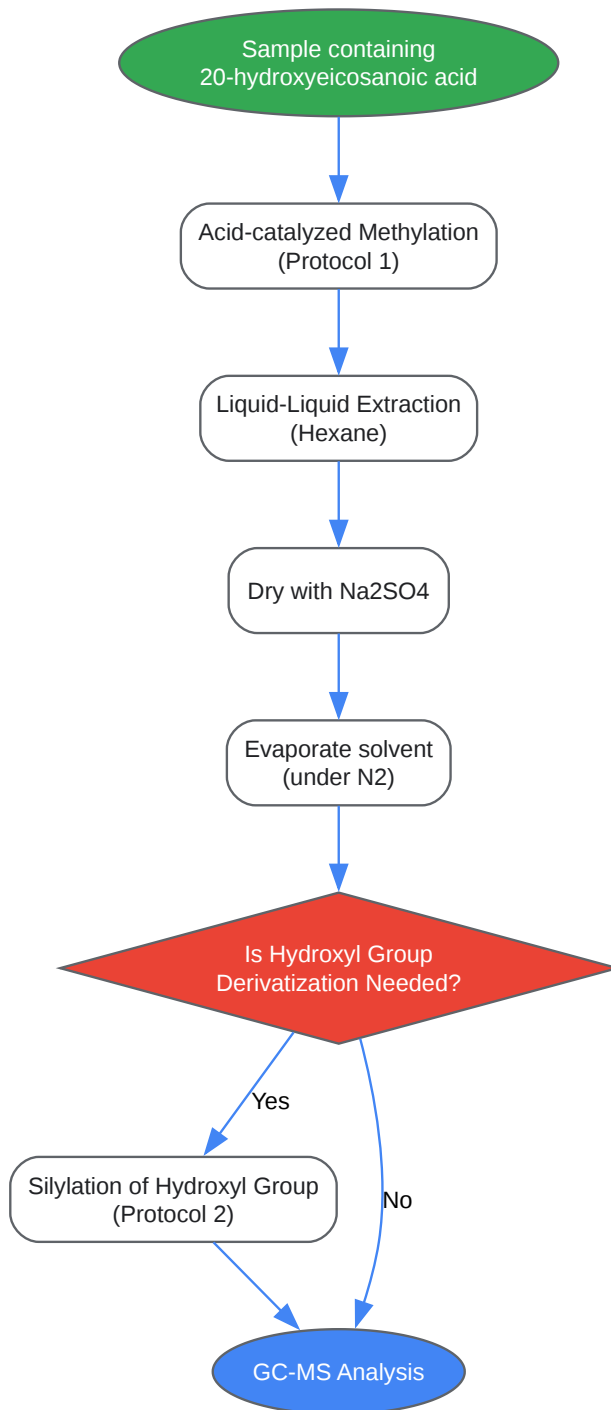 Sample containing
20-hydroxyeicosanoic acid
Acid-catalyzed Methylation
(Protocol 1)
Liquid-Liquid Extraction
(Hexane)
Dry with Na2SO4
Evaporate solvent
(under N2)
Is Hydroxyl Group
Derivatization Needed?
Yes
Silylation of Hydroxyl Group
(Protocol 2)
No
GC-MS Analysis